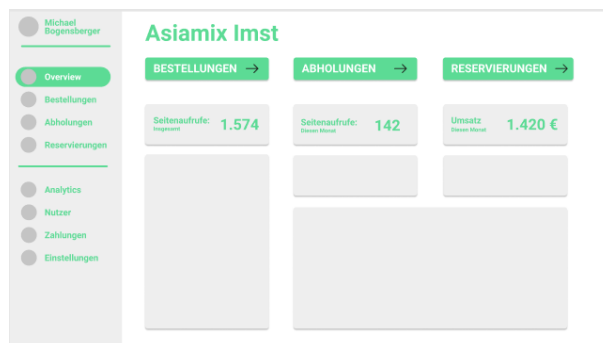 Michael
Bogensberger
Overview
Bestellungen
Abholungen
Reservierungen
Analytics
Nutzer
Zahlungen
Einstellungen
Asiamix Imst
BESTELLUNGEN →
ABHOLUNGEN →
RESERVIERUNGEN →
Seitenaufrufe: 1.574
Insgesamt
Seitenaufrufe: 142
Diesen Monat
Umsatz 1.420 €
Diesen Monat